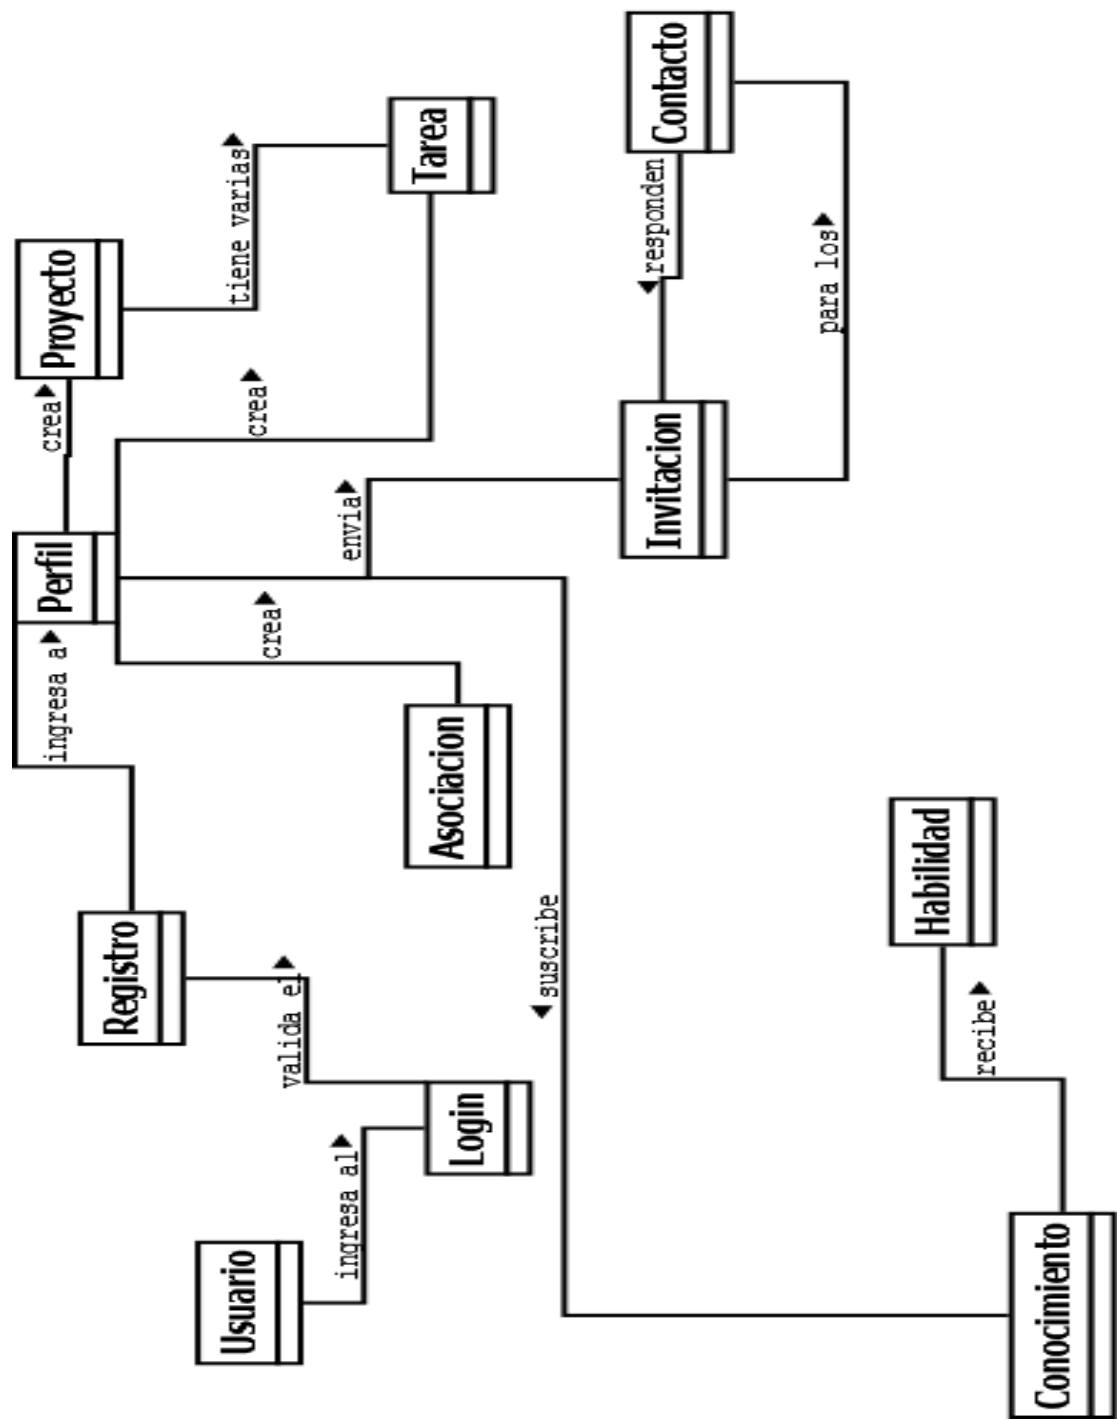 Usuario
ingresa al
Login
valida el
Registro
ingresa a
Perfil
crea
Proyecto
tiene varias
Tarea
crea
crea
Asociacion
envia
Invitacion
responden
Contacto
para los
suscribe
Conocimiento
recibe
Habilidad